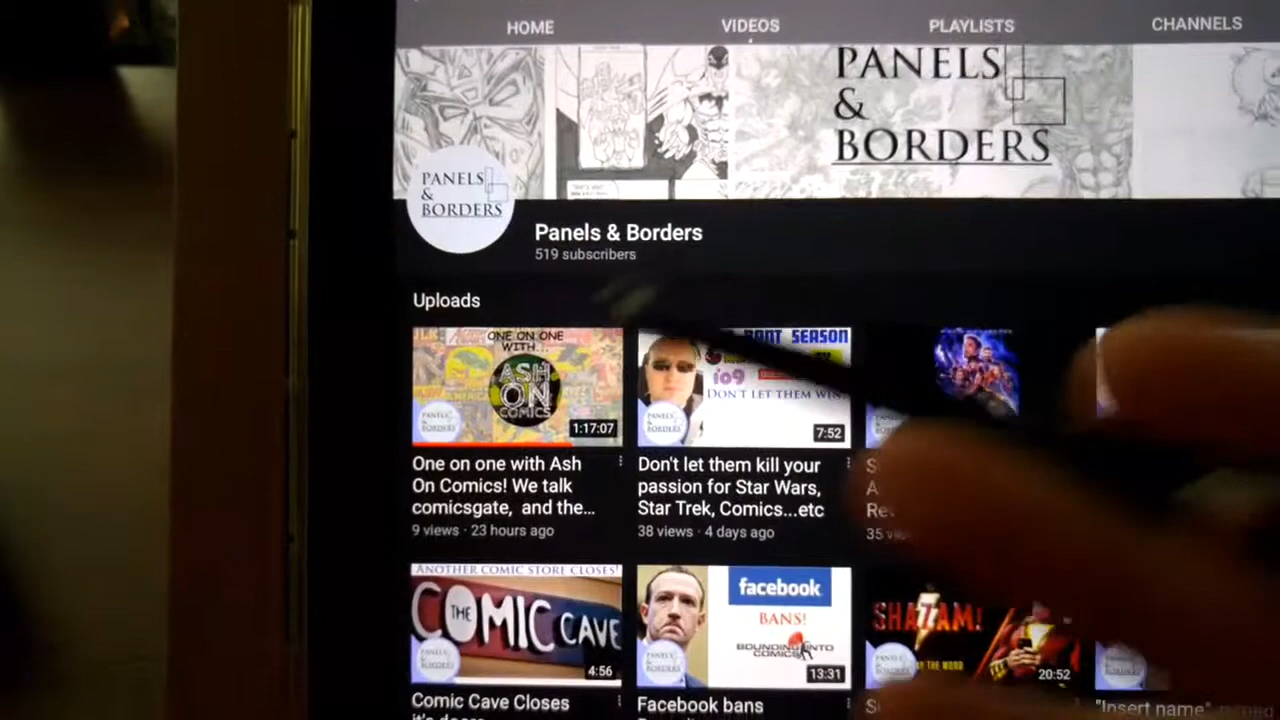 HOME VIDEOS PLAYLISTS CHANNELS
PANELS
&
BORDERS
PANELS
&
BORDERS
Panels & Borders
519 subscribers
Uploads
ONE ON ONE
WITH...
ASH
ON
COMICS
1:17:07
One on one with Ash
On Comics! We talk
comicsgate, and the...
9 views · 23 hours ago
RANT SEASON
io9
DON'T LET THEM WIN!
7:52
Don't let them kill your
passion for Star Wars,
Star Trek, Comics...etc
38 views · 4 days ago
35
ANOTHER COMIC STORE CLOSES!
THE
COMIC CAVE
4:56
Comic Cave Closes
facebook
BANS!
BOUNDING INTO
COMICS
13:31
Facebook bans
SHAZAM!
20:52
"Insert name"